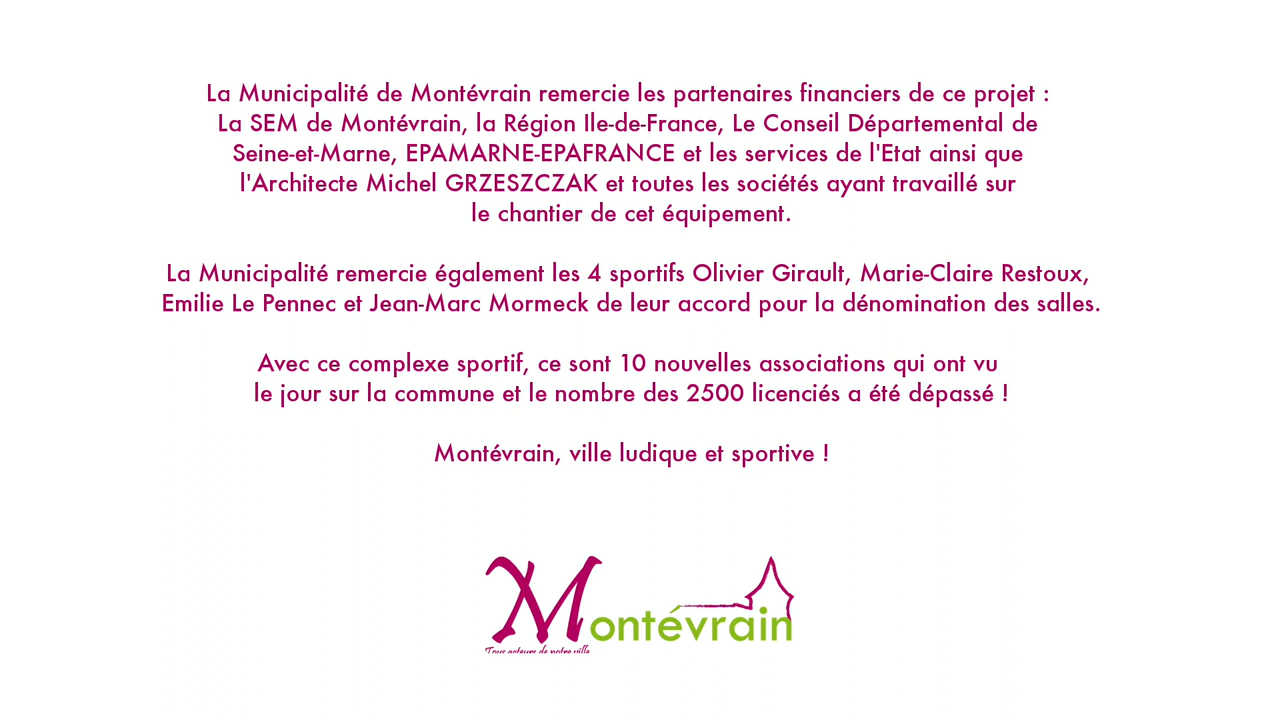 La Municipalité de Montévrain remercie les partenaires financiers de ce projet :
La SEM de Montévrain, la Région Ile-de-France, Le Conseil Départemental de
Seine-et-Marne, EPAMARNE-EPAFRANCE et les services de l'Etat ainsi que
l'Architecte Michel GRZESZCZAK et toutes les sociétés ayant travaillé sur
le chantier de cet équipement.
La Municipalité remercie également les 4 sportifs Olivier Girault, Marie-Claire Restoux,
Emilie Le Pennec et Jean-Marc Mormeck de leur accord pour la dénomination des salles.
Avec ce complexe sportif, ce sont 10 nouvelles associations qui ont vu
le jour sur la commune et le nombre des 2500 licenciés a été dépassé !
Montévrain, ville ludique et sportive !
Montévrain
Tous acteurs de notre ville